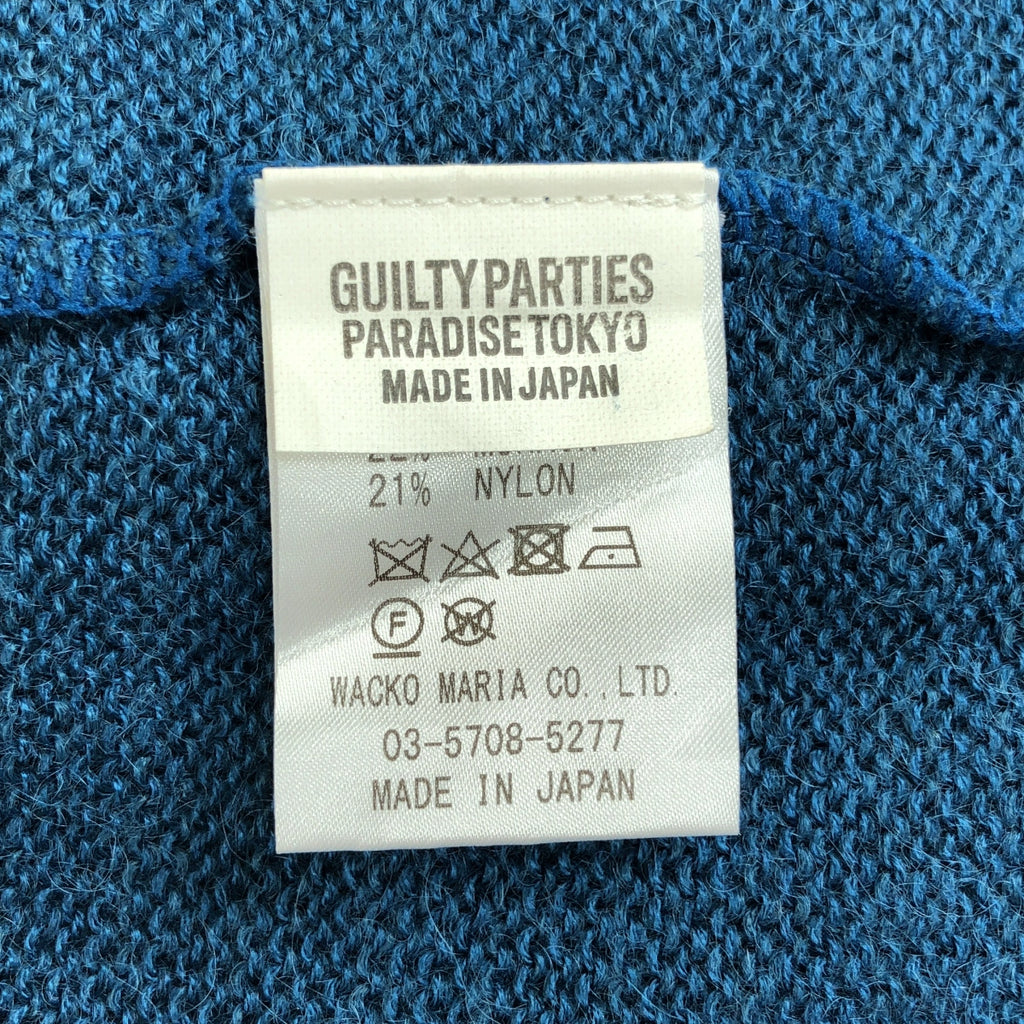 GUILTY PARTIES
PARADISE TOKYO
MADE IN JAPAN
22%
21% NYLON
F
W
WACKO MARIA CO., LTD.
03-5708-5277
MADE IN JAPAN